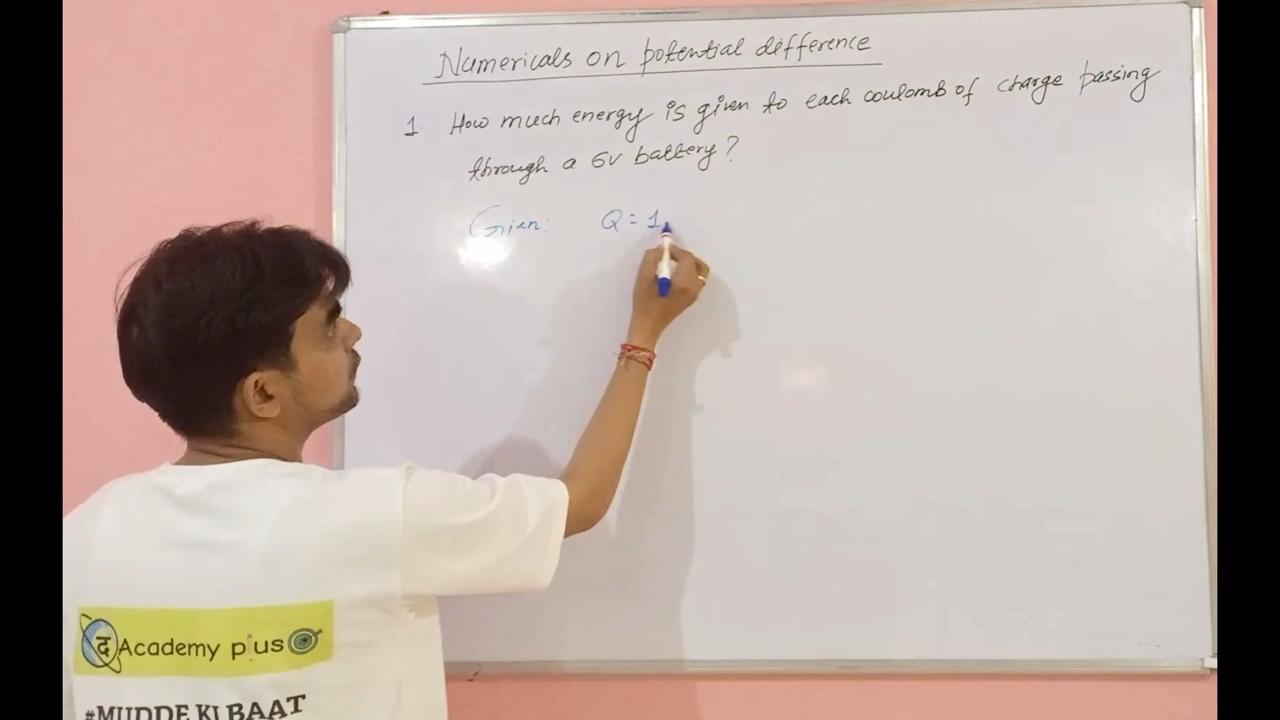 Numericals on potential difference
1. How much energy is given to each coulomb of charge passing
through a 6V battery?
Given: Q = 1
द Academy plus
#MUDDE KI BAAT